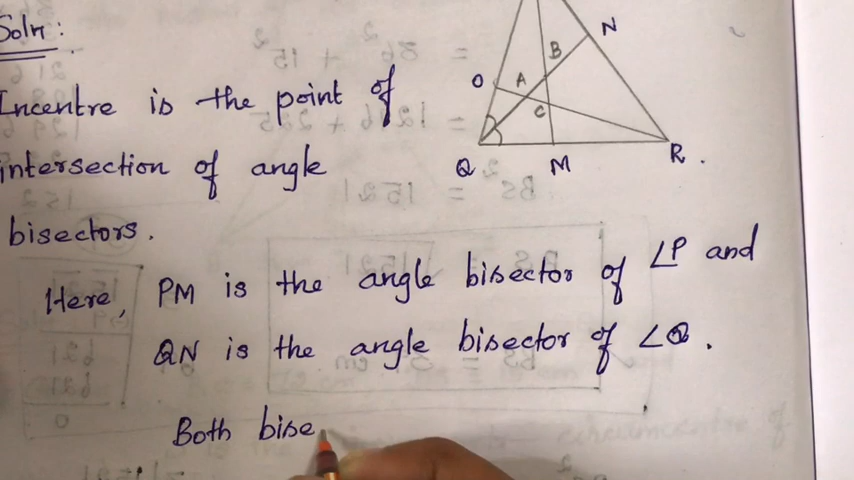 Soln :
Incentre is the point of
intersection of angle
bisectors.
Here, PM is the angle bisector of ∠P and
QN is the angle bisector of ∠Q.
Both bise
N
B
O A
C
Q M R.